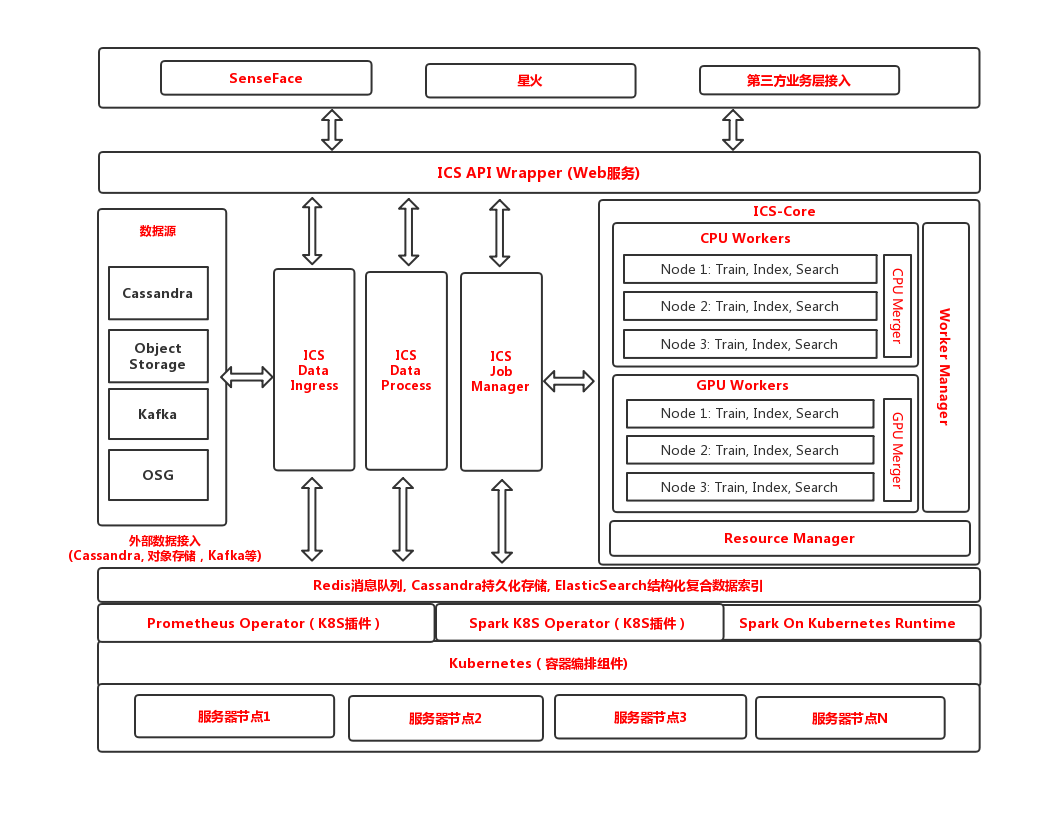 SenseFace
星火
第三方业务层接入
ICS API Wrapper (Web服务)
数据源
Cassandra
Object
Storage
Kafka
OSG
外部数据接入
(Cassandra, 对象存储，Kafka等)
ICS
Data
Ingress
ICS
Data
Process
ICS
Job
Manager
ICS-Core
CPU Workers
Node 1: Train, Index, Search
Node 2: Train, Index, Search
Node 3: Train, Index, Search
CPU Merger
GPU Workers
Node 1: Train, Index, Search
Node 2: Train, Index, Search
Node 3: Train, Index, Search
GPU Merger
Worker Manager
Resource Manager
Redis消息队列, Cassandra持久化存储, ElasticSearch结构化复合数据索引
Prometheus Operator（K8S插件）
Spark K8S Operator（K8S插件）
Spark On Kubernetes Runtime
Kubernetes（容器编排组件)
服务器节点1
服务器节点2
服务器节点3
服务器节点N